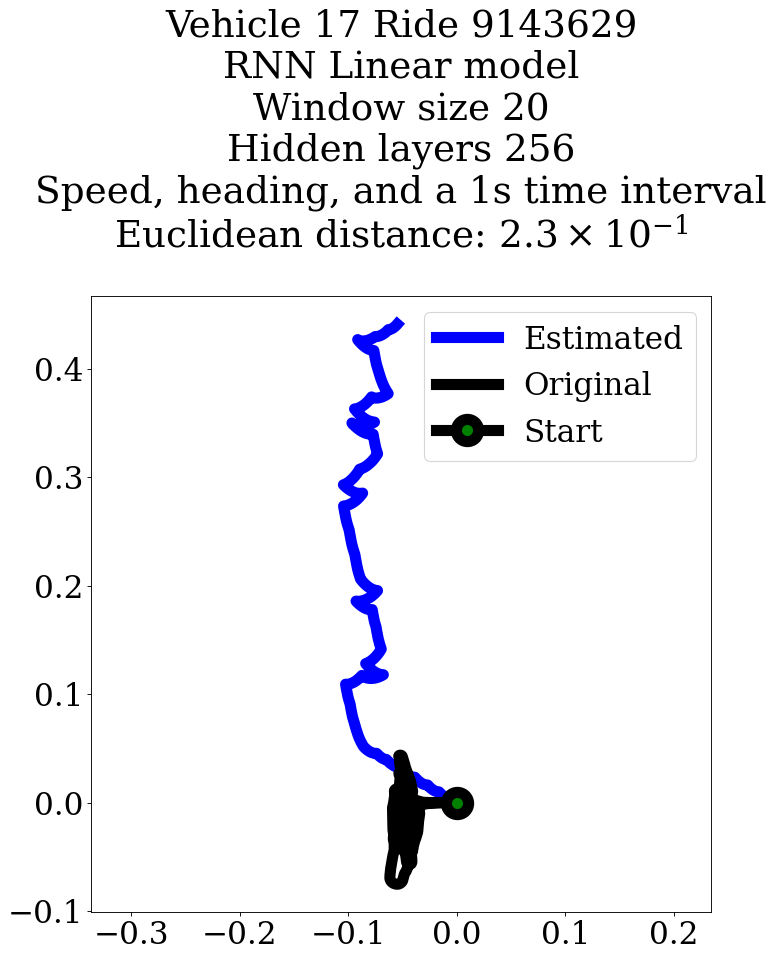 Vehicle 17 Ride 9143629
RNN Linear model
Window size 20
Hidden layers 256
Speed, heading, and a 1s time interval
Euclidean distance: 2.3 × 10⁻¹
Estimated
Original
Start
0.4
0.3
0.2
0.1
0.0
−0.1
−0.3
−0.2
−0.1
0.0
0.1
0.2